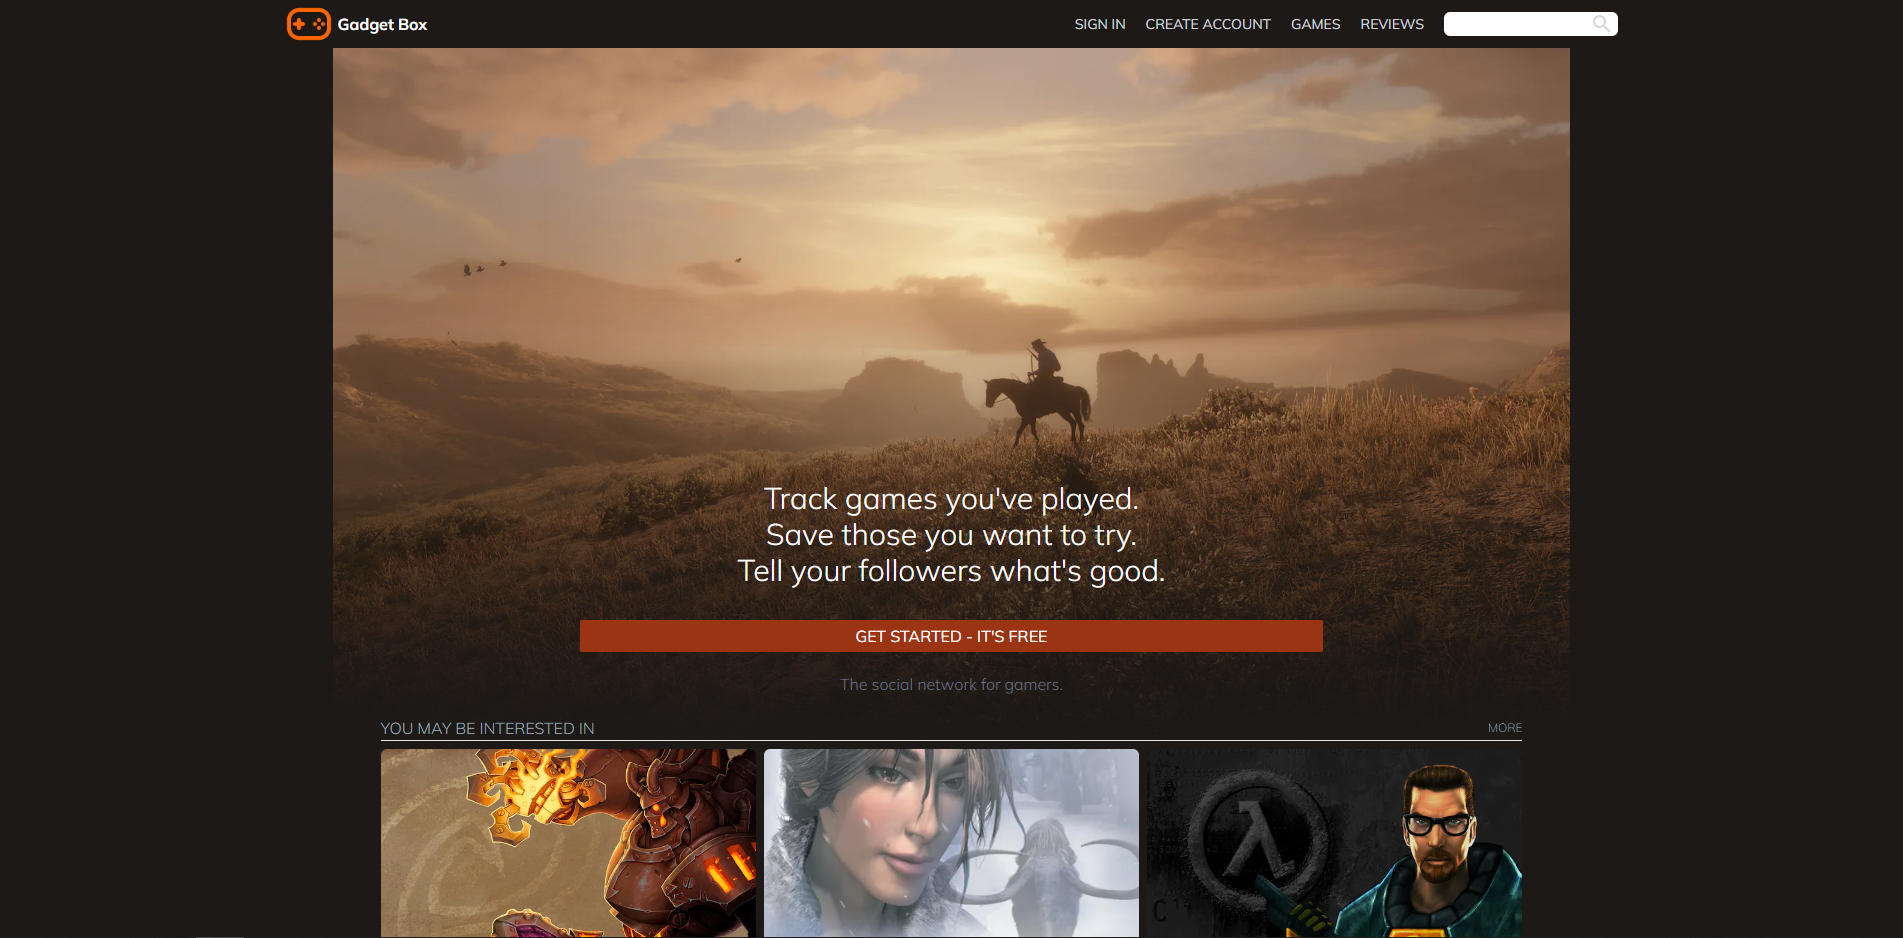 Gadget Box
SIGN IN CREATE ACCOUNT GAMES REVIEWS
Track games you've played.
Save those you want to try.
Tell your followers what's good.
GET STARTED - IT'S FREE
The social network for gamers.
YOU MAY BE INTERESTED IN MORE